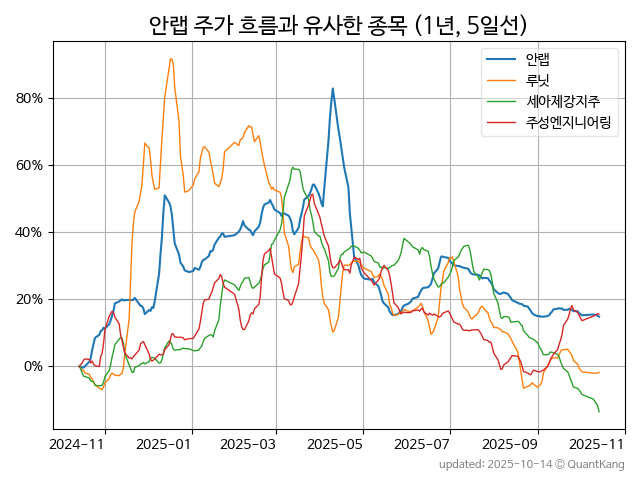 안랩 주가 흐름과 유사한 종목 (1년, 5일선)
안랩
루닛
세아제강지주
주성엔지니어링
80%
60%
40%
20%
0%
2024-11 2025-01 2025-03 2025-05 2025-07 2025-09 2025-11
updated: 2025-10-14 © QuantKang